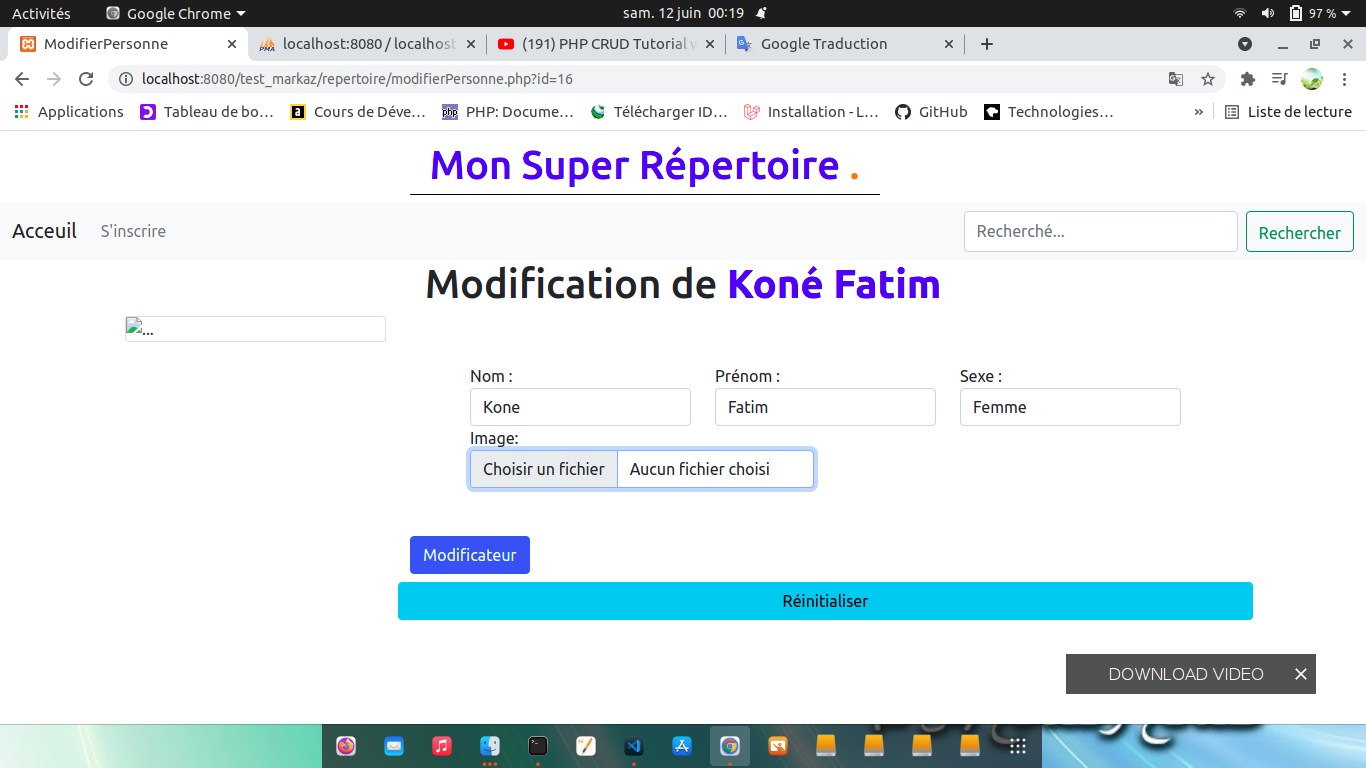 Activités Google Chrome sam. 12 juin 00:19 97 %
ModifierPersonne localhost:8080 / localhost (191) PHP CRUD Tutorial Google Traduction
localhost:8080/test_markaz/repertoire/modifierPersonne.php?id=16
Applications Tableau de bo… Cours de Déve… PHP: Docume… Télécharger ID… Installation - L… GitHub Technologies… » Liste de lecture
Mon Super Répertoire .
Acceuil S'inscrire Recherché... Rechercher
Modification de Koné Fatim
...
Nom : Prénom : Sexe :
Kone Fatim Femme
Image:
Choisir un fichier Aucun fichier choisi
Modificateur
Réinitialiser
DOWNLOAD VIDEO